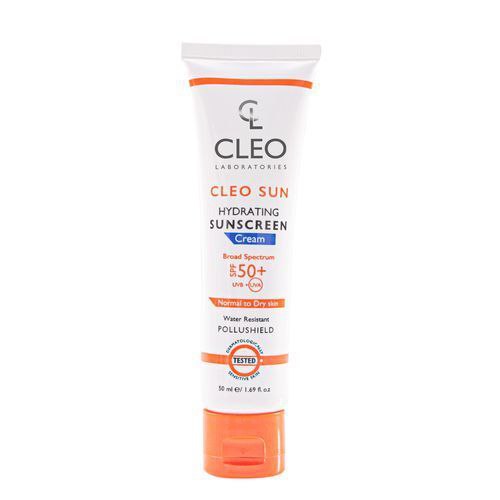 CL
CLEO
LABORATORIES
CLEO SUN
HYDRATING
SUNSCREEN
Cream
Broad Spectrum
SPF 50+
UVB + UVA
Normal to Dry skin
Water Resistant
POLLUSHIELD
DERMATOLOGICALLY
TESTED
SENSITIVE SKIN
50 ml e/ 1.69 fl.oz